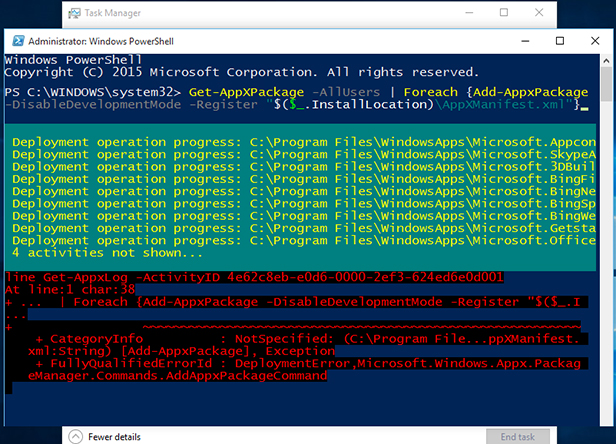 Task Manager
Administrator: Windows PowerShell
Windows PowerShell
Copyright (C) 2015 Microsoft Corporation. All rights reserved.
PS C:\WINDOWS\system32> Get-AppXPackage -AllUsers | Foreach {Add-AppxPackage
-DisableDevelopmentMode -Register "$($_.InstallLocation)\AppXManifest.xml"}
Deployment operation progress: C:\Program Files\WindowsApps\Microsoft.Appcon
Deployment operation progress: C:\Program Files\WindowsApps\Microsoft.SkypeA
Deployment operation progress: C:\Program Files\WindowsApps\Microsoft.3DBuil
Deployment operation progress: C:\Program Files\WindowsApps\Microsoft.BingFi
Deployment operation progress: C:\Program Files\WindowsApps\Microsoft.BingNe
Deployment operation progress: C:\Program Files\WindowsApps\Microsoft.BingSp
Deployment operation progress: C:\Program Files\WindowsApps\Microsoft.BingWe
Deployment operation progress: C:\Program Files\WindowsApps\Microsoft.Getsta
Deployment operation progress: C:\Program Files\WindowsApps\Microsoft.Office
4 activities not shown...
line Get-AppxLog -ActivityID 4e62c8eb-e0d6-0000-2ef3-624ed6e0d001
At line:1 char:38
+ ... | Foreach {Add-AppxPackage -DisableDevelopmentMode -Register "$($_.I
...
+ ~~~~~~~~~~~~~~~~~~~~~~~~~~~~~~~~~~~~~~~~~~~~~~~~~~~~~~~~~
+ CategoryInfo : NotSpecified: (C:\Program File...ppXManifest.
xml:String) [Add-AppxPackage], Exception
+ FullyQualifiedErrorId : DeploymentError,Microsoft.Windows.Appx.Packag
eManager.Commands.AddAppxPackageCommand
Fewer details
End task